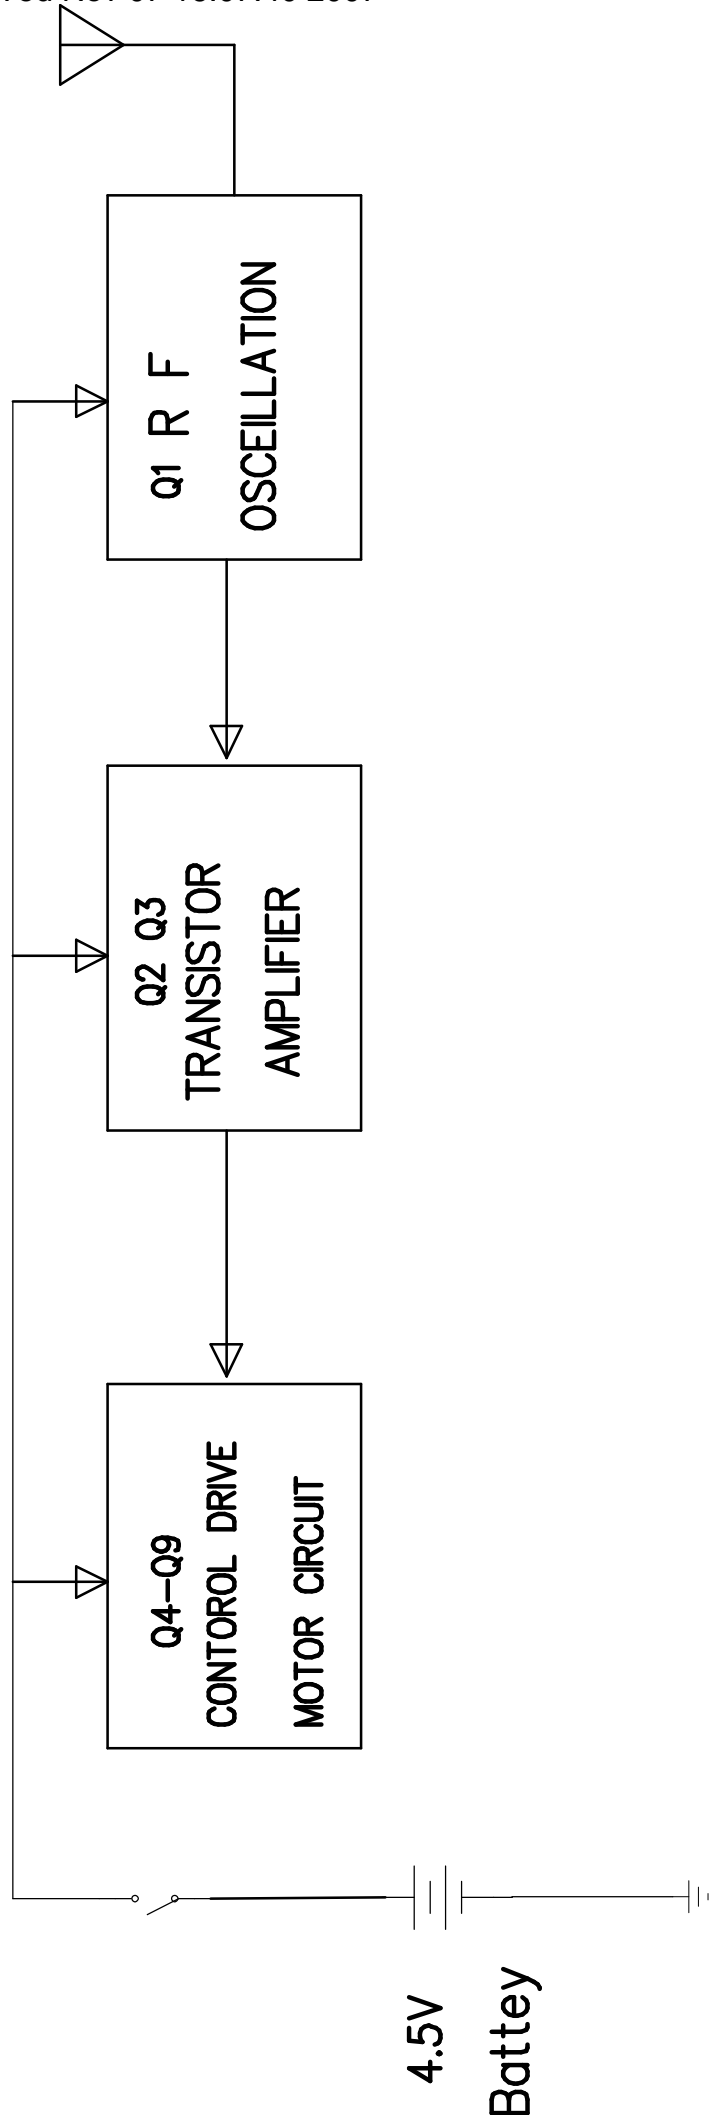 Q1 R F
OSCEILLATION
Q2 Q3
TRANSISTOR
AMPLIFIER
Q4-Q9
CONTOROL DRIVE
MOTOR CIRCUIT
4.5V
Battey